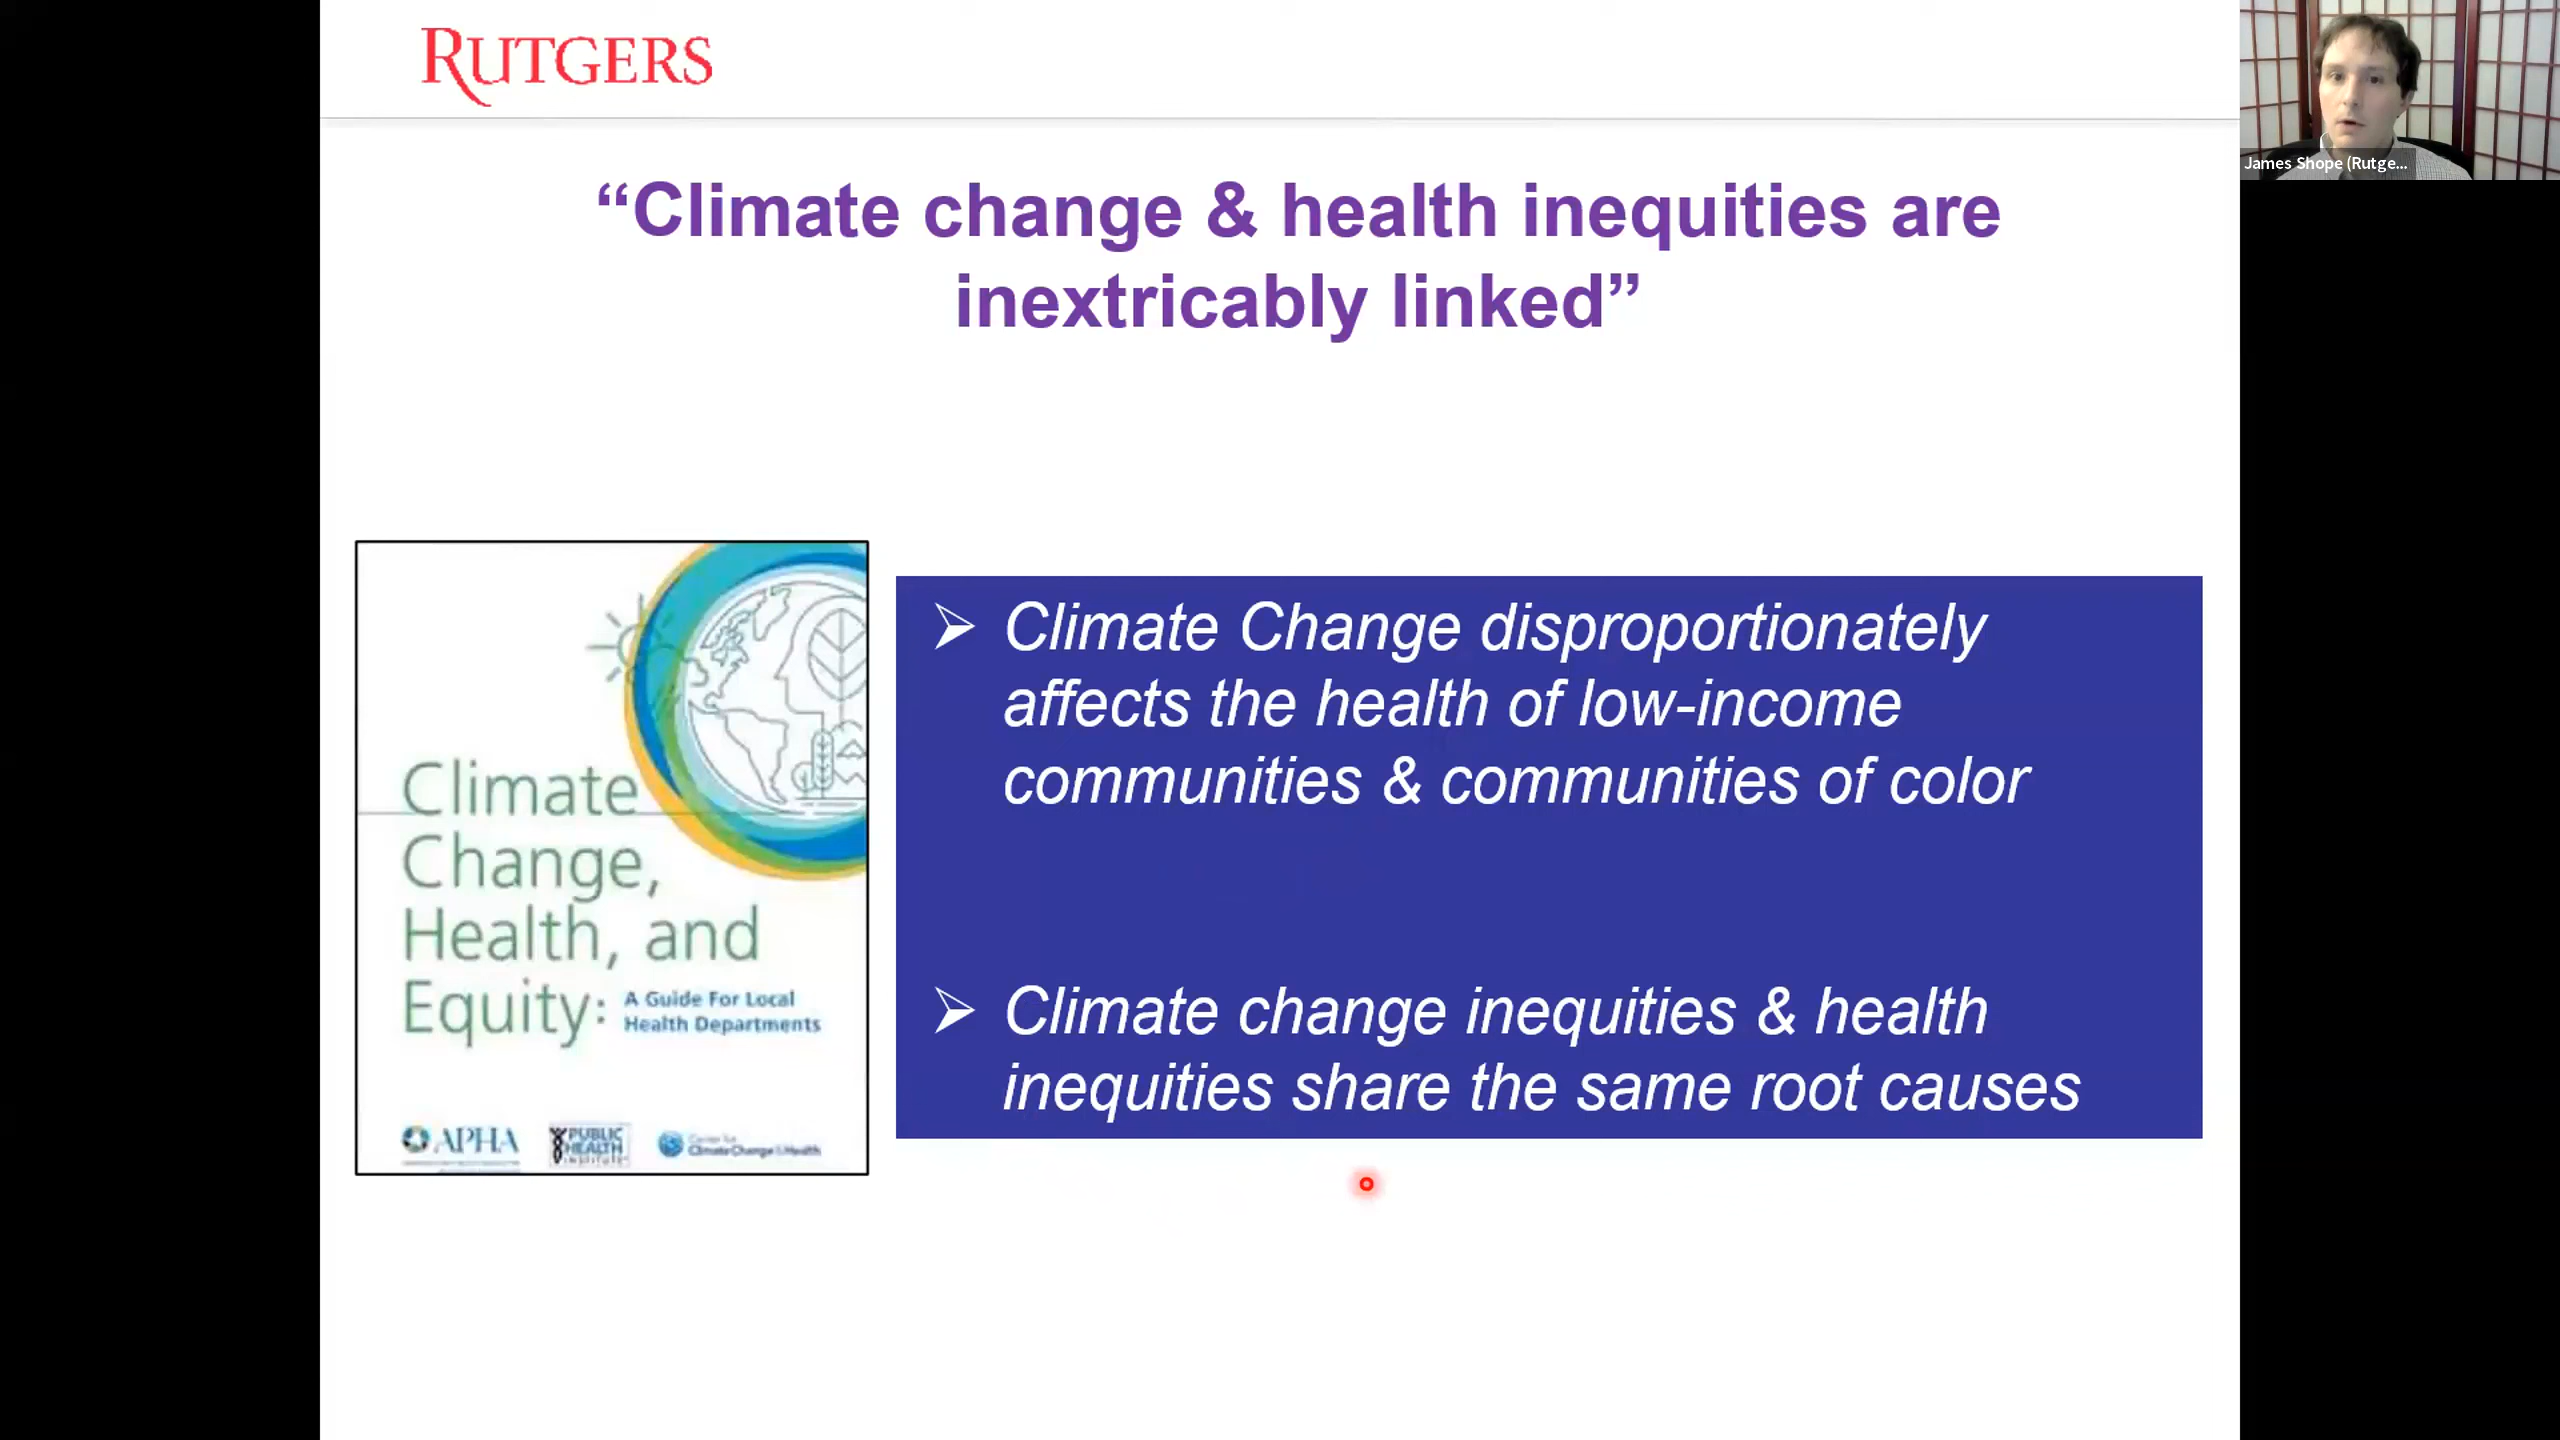 RUTGERS
James Shope (Rutge...
“Climate change & health inequities are
inextricably linked”
Climate
Change,
Health, and
Equity: A Guide For Local
Health Departments
APHA
PUBLIC
HEALTH
INSTITUTE
Center for
Climate Change & Health
➢ Climate Change disproportionately
affects the health of low-income
communities & communities of color
➢ Climate change inequities & health
inequities share the same root causes